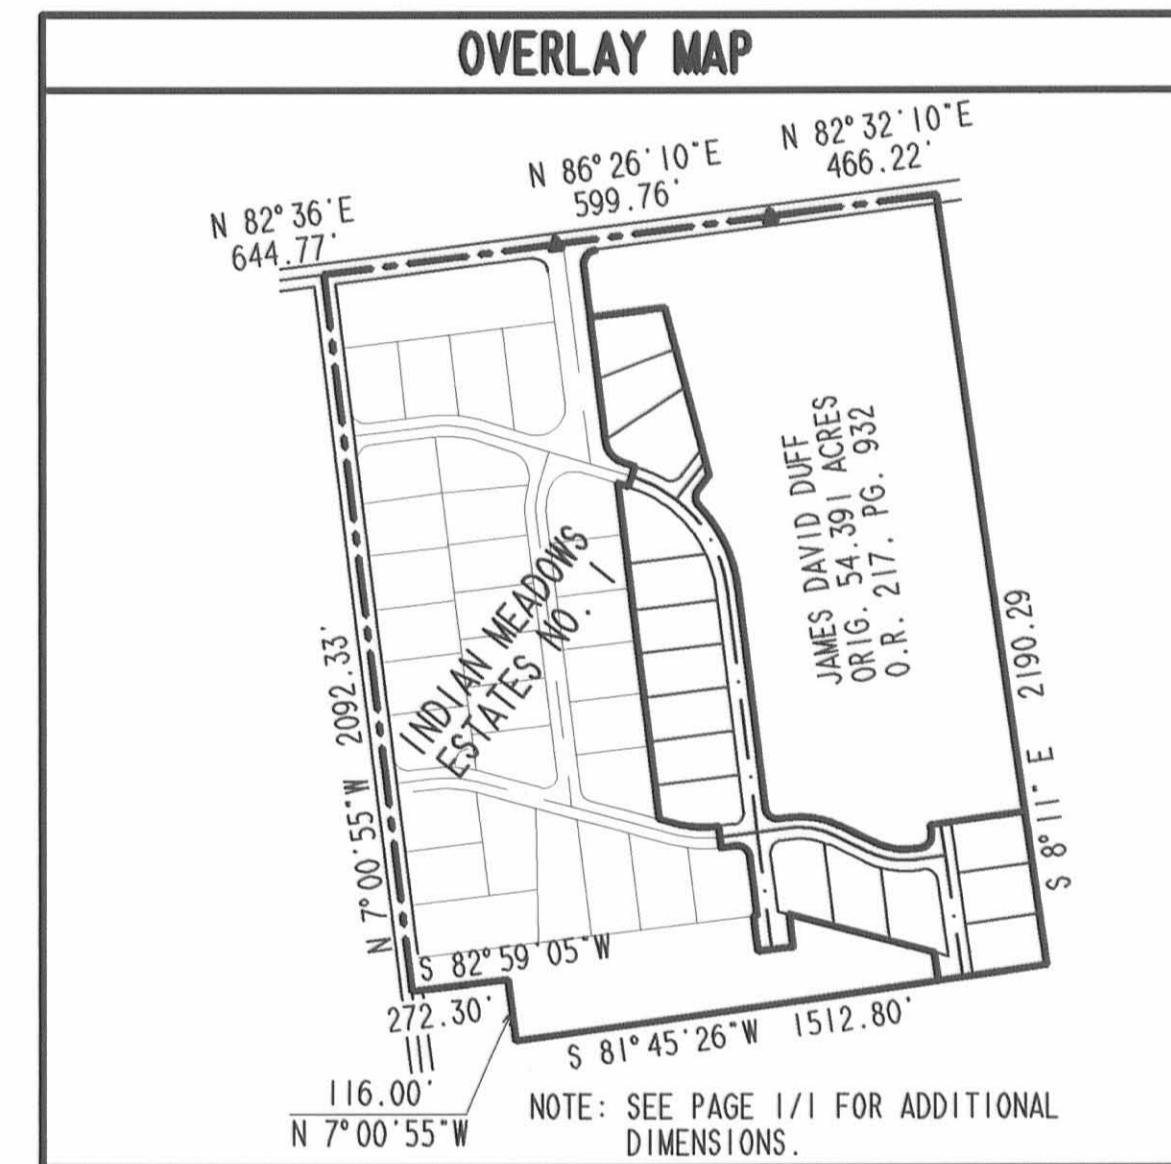 OVERLAY MAP
N 82° 36'E
644.77'
N 86° 26'10"E
599.76'
N 82° 32'10"E
466.22'
JAMES DAVID DUFF
ORIG. 54.391 ACRES
O.R. 217. PG. 932
INDIAN MEADOWS
ESTATES NO. 1
N 7° 00'55"W 2092.33'
S 8° 11" E 2190.29
S 82° 59'05"W
272.30'
S 81° 45'26"W 1512.80'
116.00'
N 7° 00'55"W
NOTE: SEE PAGE 1/1 FOR ADDITIONAL
DIMENSIONS.